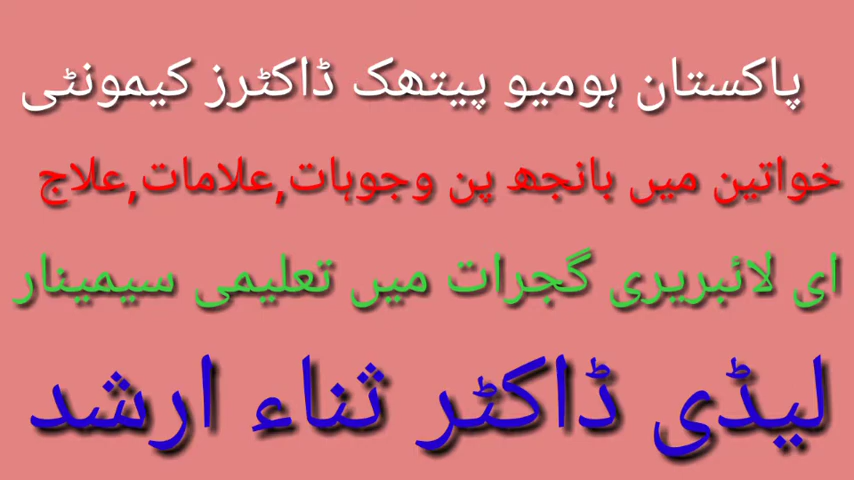 پاکستان ہومیو پیتھک ڈاکٹرز کیمونٹی
خواتین میں بانجھ پن وجوہات,علامات,علاج
ای لائبریری گجرات میں تعلیمی سیمینار
لیڈی ڈاکٹر ثناء ارشد